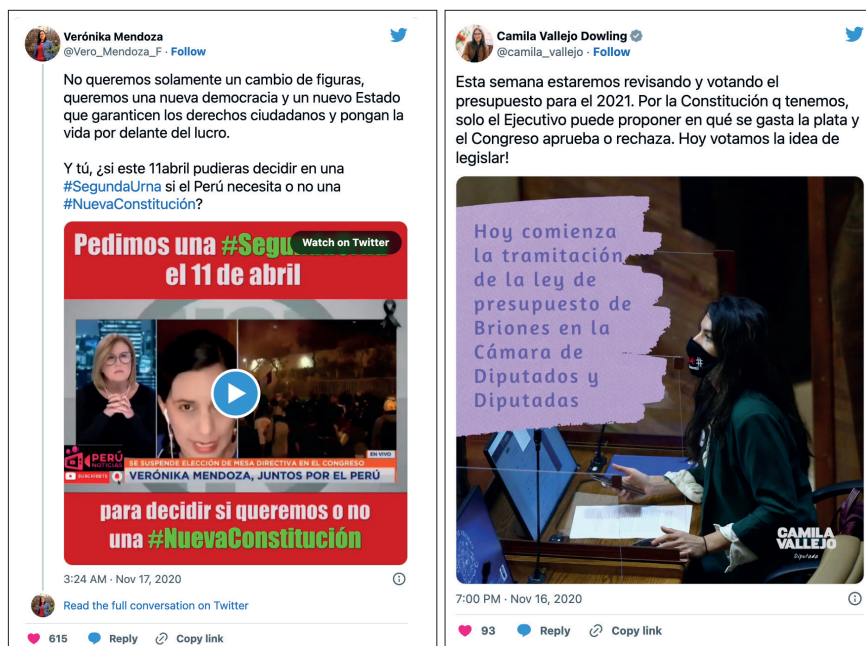 Verónika Mendoza
@Vero_Mendoza_F · Follow
No queremos solamente un cambio de figuras,
queremos una nueva democracia y un nuevo Estado
que garanticen los derechos ciudadanos y pongan la
vida por delante del lucro.
Y tú, ¿si este 11abril pudieras decidir en una
#SegundaUrna si el Perú necesita o no una
#NuevaConstitución?
Pedimos una #Segu
Watch on Twitter
el 11 de abril
PERÚ
NOTICIAS
SUSCRÍBETE
EN VIVO
SE SUSPENDE ELECCIÓN DE MESA DIRECTIVA EN EL CONGRESO
VERÓNIKA MENDOZA, JUNTOS POR EL PERÚ
para decidir si queremos o no
una #NuevaConstitución
3:24 AM · Nov 17, 2020
Read the full conversation on Twitter
615 Reply Copy link
Camila Vallejo Dowling
@camila_vallejo · Follow
Esta semana estaremos revisando y votando el
presupuesto para el 2021. Por la Constitución q tenemos,
solo el Ejecutivo puede proponer en qué se gasta la plata y
el Congreso aprueba o rechaza. Hoy votamos la idea de
legislar!
Hoy comienza
la tramitación
de la ley de
presupuesto de
Briones en la
Cámara de
Diputados y
Diputadas
CAMILA
VALLEJO
Diputada
7:00 PM · Nov 16, 2020
93 Reply Copy link